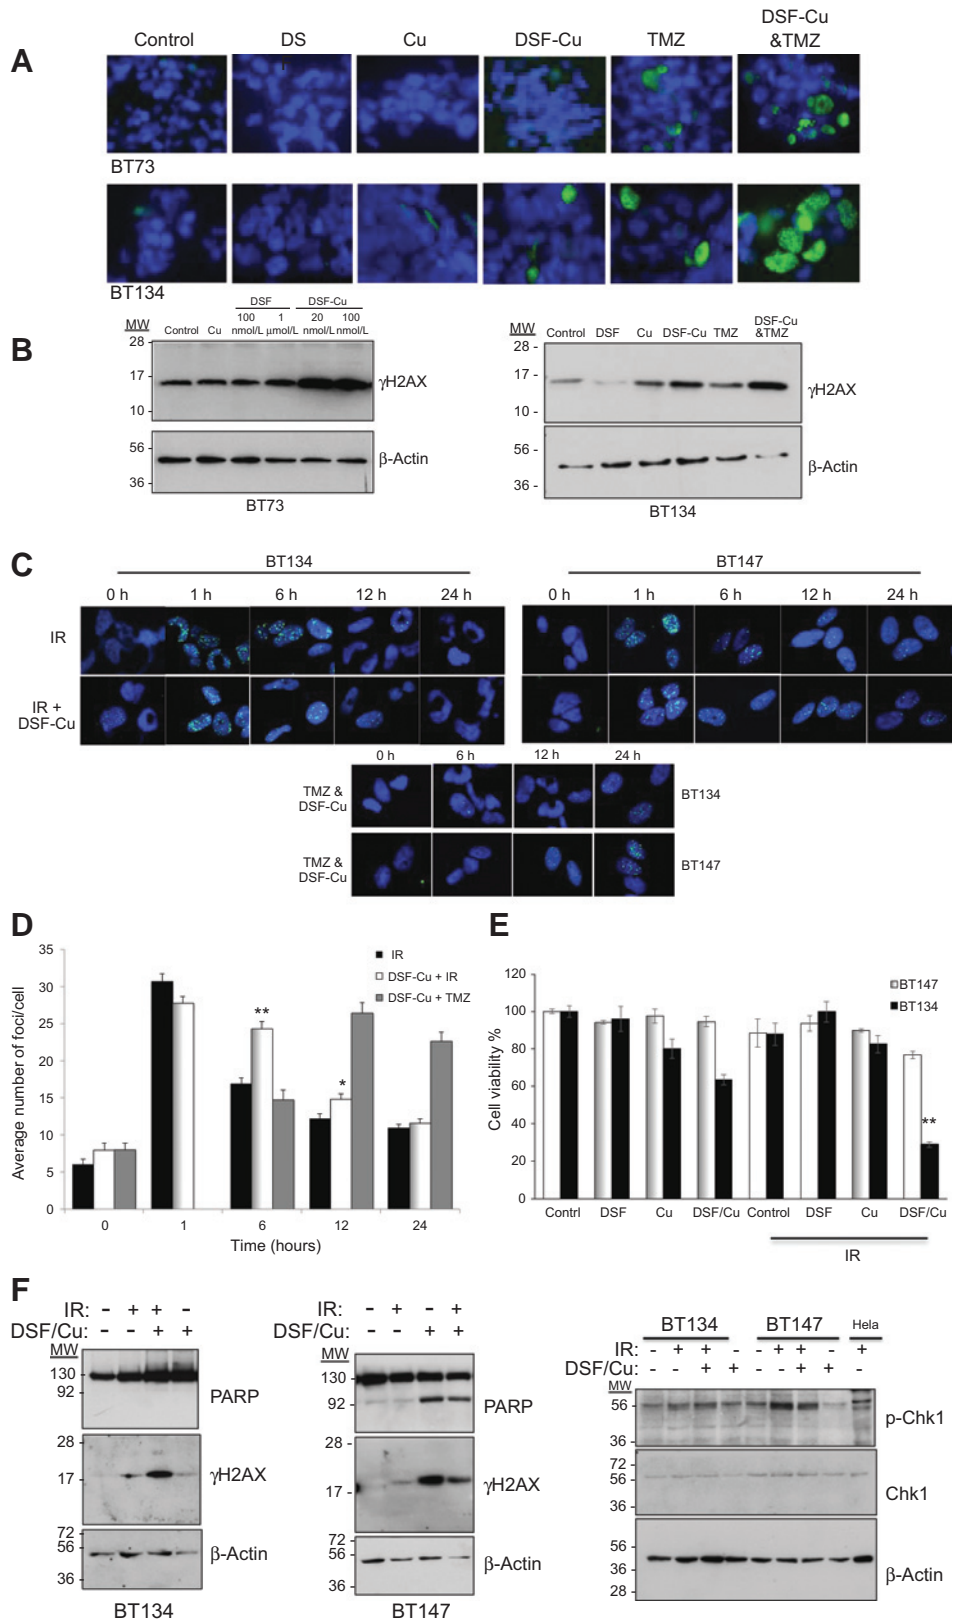 A
Control DS Cu DSF-Cu TMZ DSF-Cu &TMZ
BT73
BT134
B
MW Control Cu DSF 100 nmol/L 1 μmol/L DSF-Cu 20 nmol/L 100 nmol/L
28
17
10
γH2AX
56
36
β-Actin
BT73
MW Control DSF Cu DSF-Cu TMZ DSF-Cu &TMZ
28
17
10
γH2AX
56
36
β-Actin
BT134
C
BT134 BT147
0 h 1 h 6 h 12 h 24 h 0 h 1 h 6 h 12 h 24 h
IR
IR + DSF-Cu
0 h 6 h 12 h 24 h
TMZ & DSF-Cu BT134
TMZ & DSF-Cu BT147
D
Average number of foci/cell
35
30
25
20
15
10
5
0
IR
DSF-Cu + IR
DSF-Cu + TMZ
**
*
0 1 6 12 24
Time (hours)
E
Cell viability %
120
100
80
60
40
20
0
BT147
BT134
**
Contrl DSF Cu DSF/Cu Control DSF Cu DSF/Cu
IR
F
IR: - + + -
DSF/Cu: - - + +
MW
130
92
PARP
28
17
γH2AX
72
56
36
β-Actin
BT134
IR: - + - +
DSF/Cu: - - + +
MW
130
92
PARP
28
17
γH2AX
72
56
36
β-Actin
BT147
BT134 BT147 Hela
IR: - + + - - + + - +
DSF/Cu: - - + + - - + +
MW
56
36
p-Chk1
72
56
36
Chk1
56
36
28
β-Actin